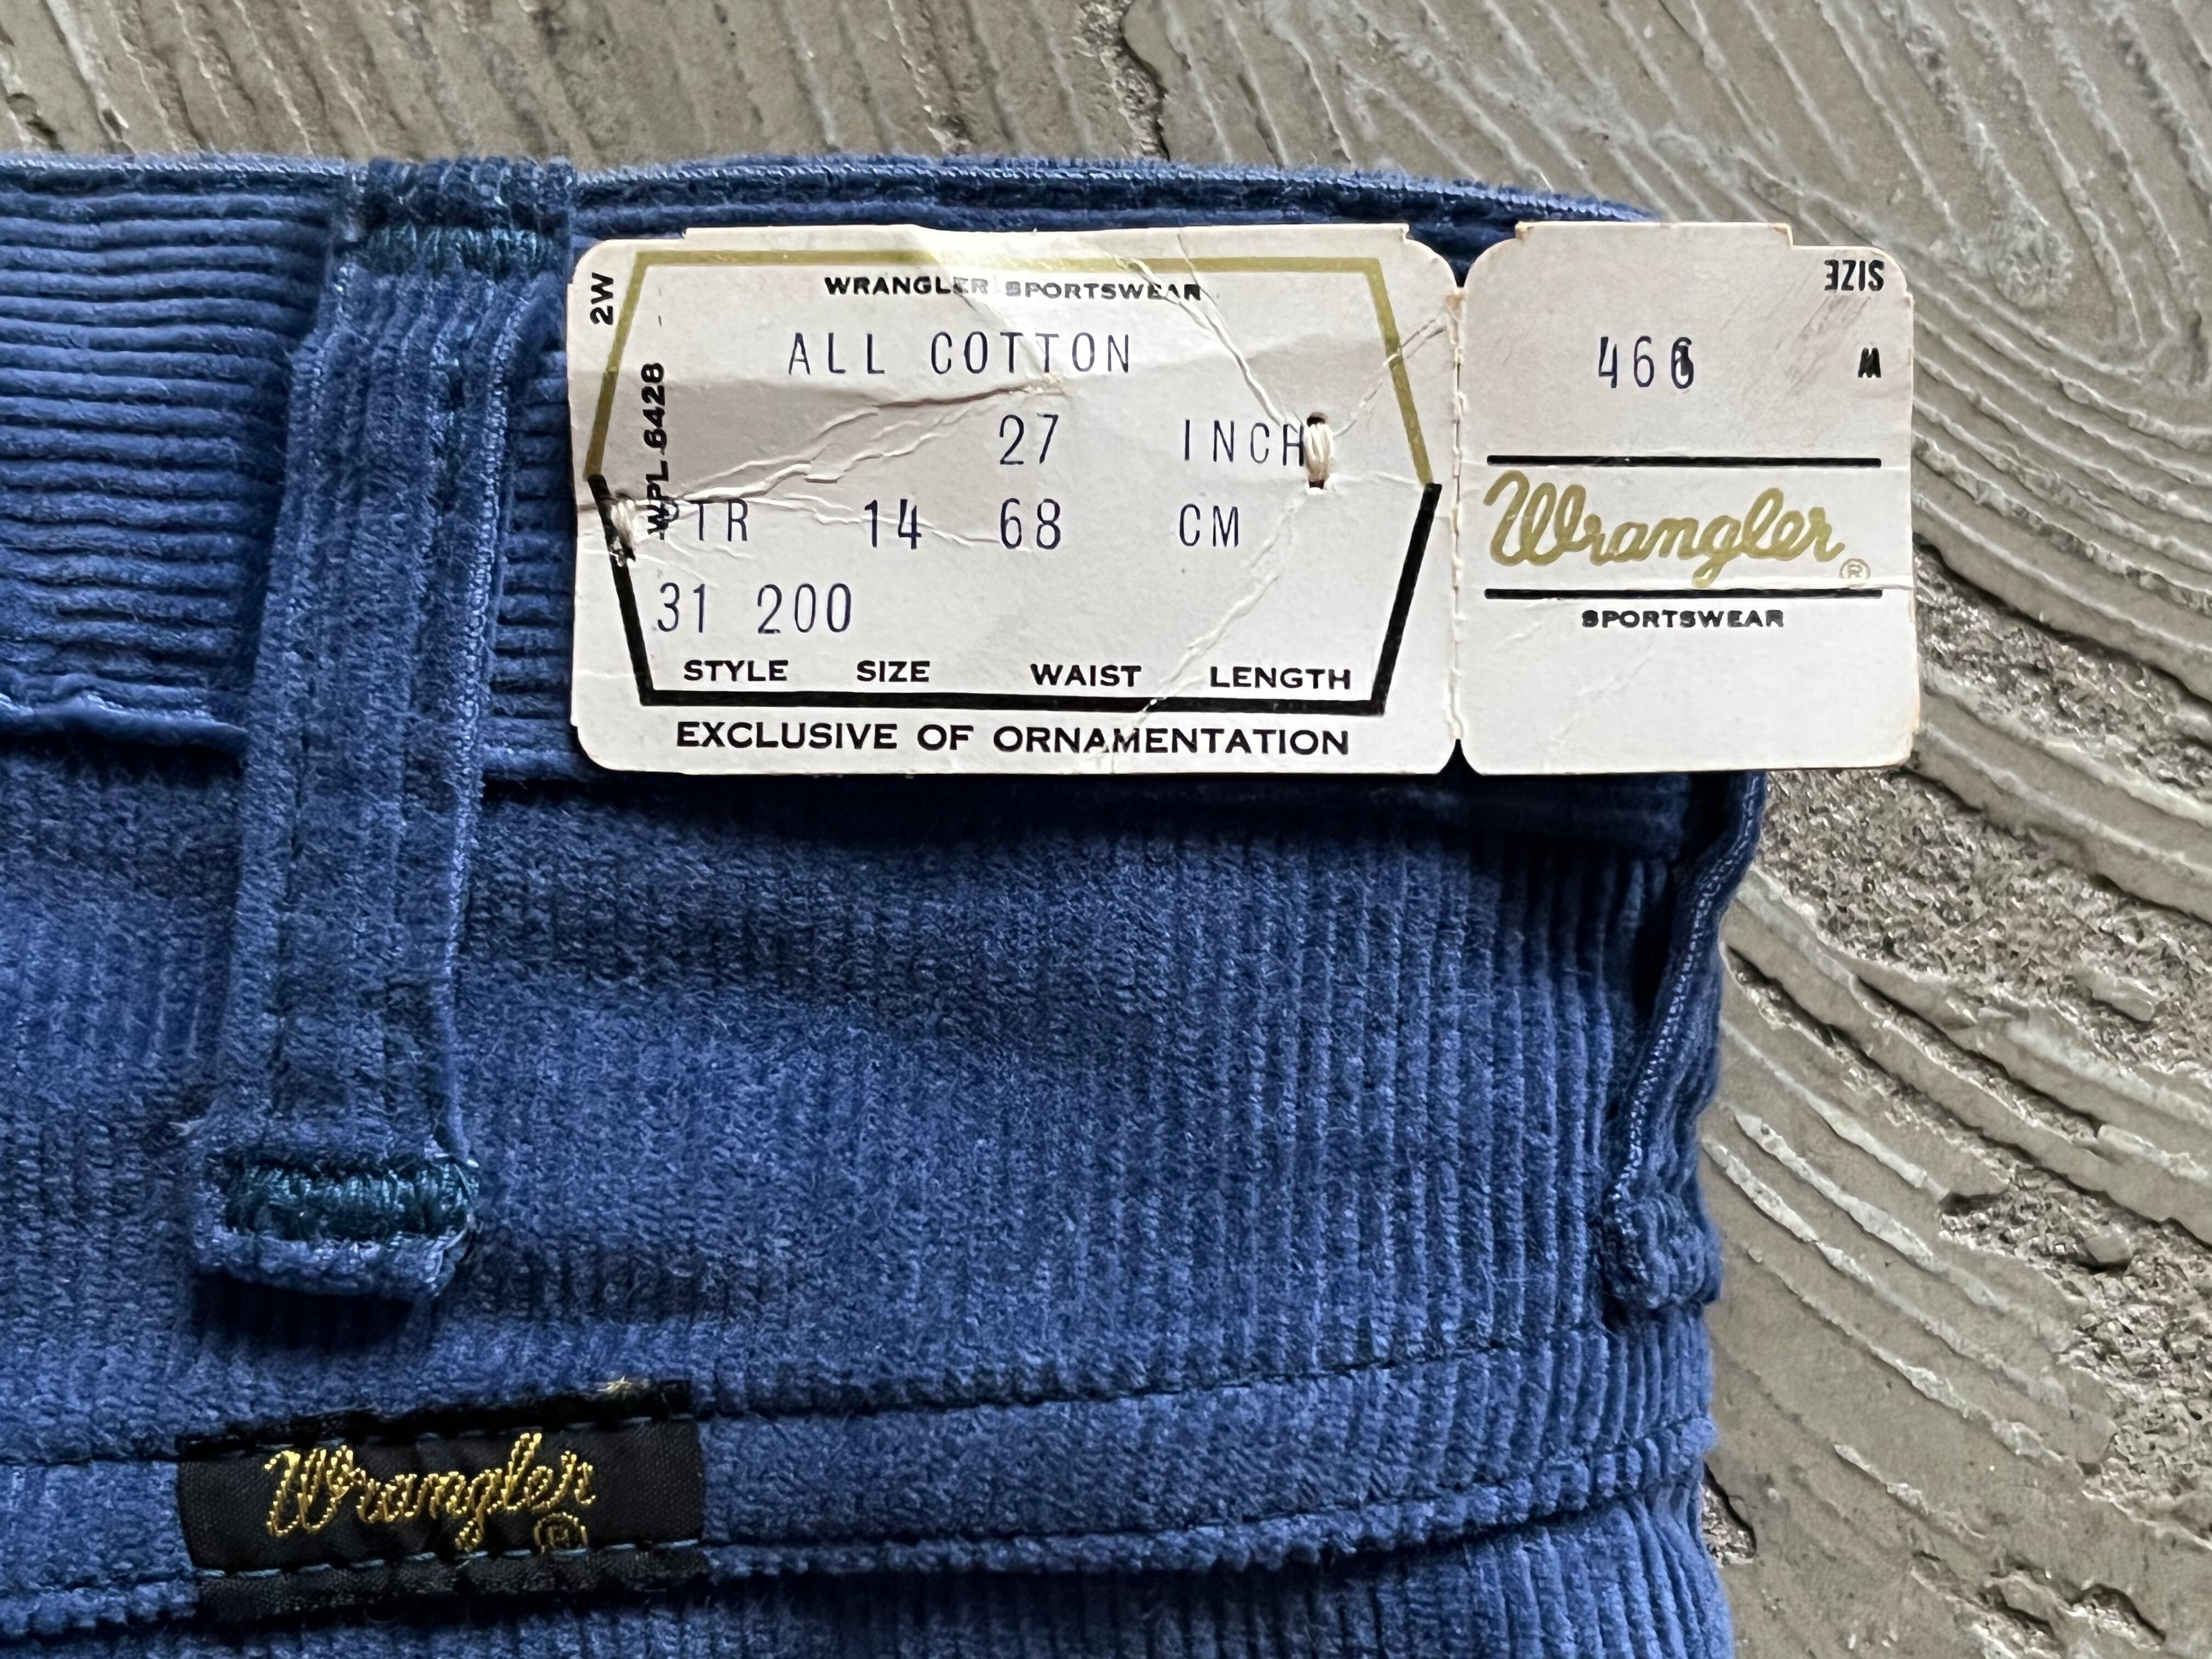 2W
WPL 6428
WRANGLER SPORTSWEAR
ALL COTTON
27 INCH
14 68 CM
31 200
STYLE SIZE WAIST LENGTH
EXCLUSIVE OF ORNAMENTATION
SIZE
W
Wrangler®
SPORTSWEAR
Wrangler®